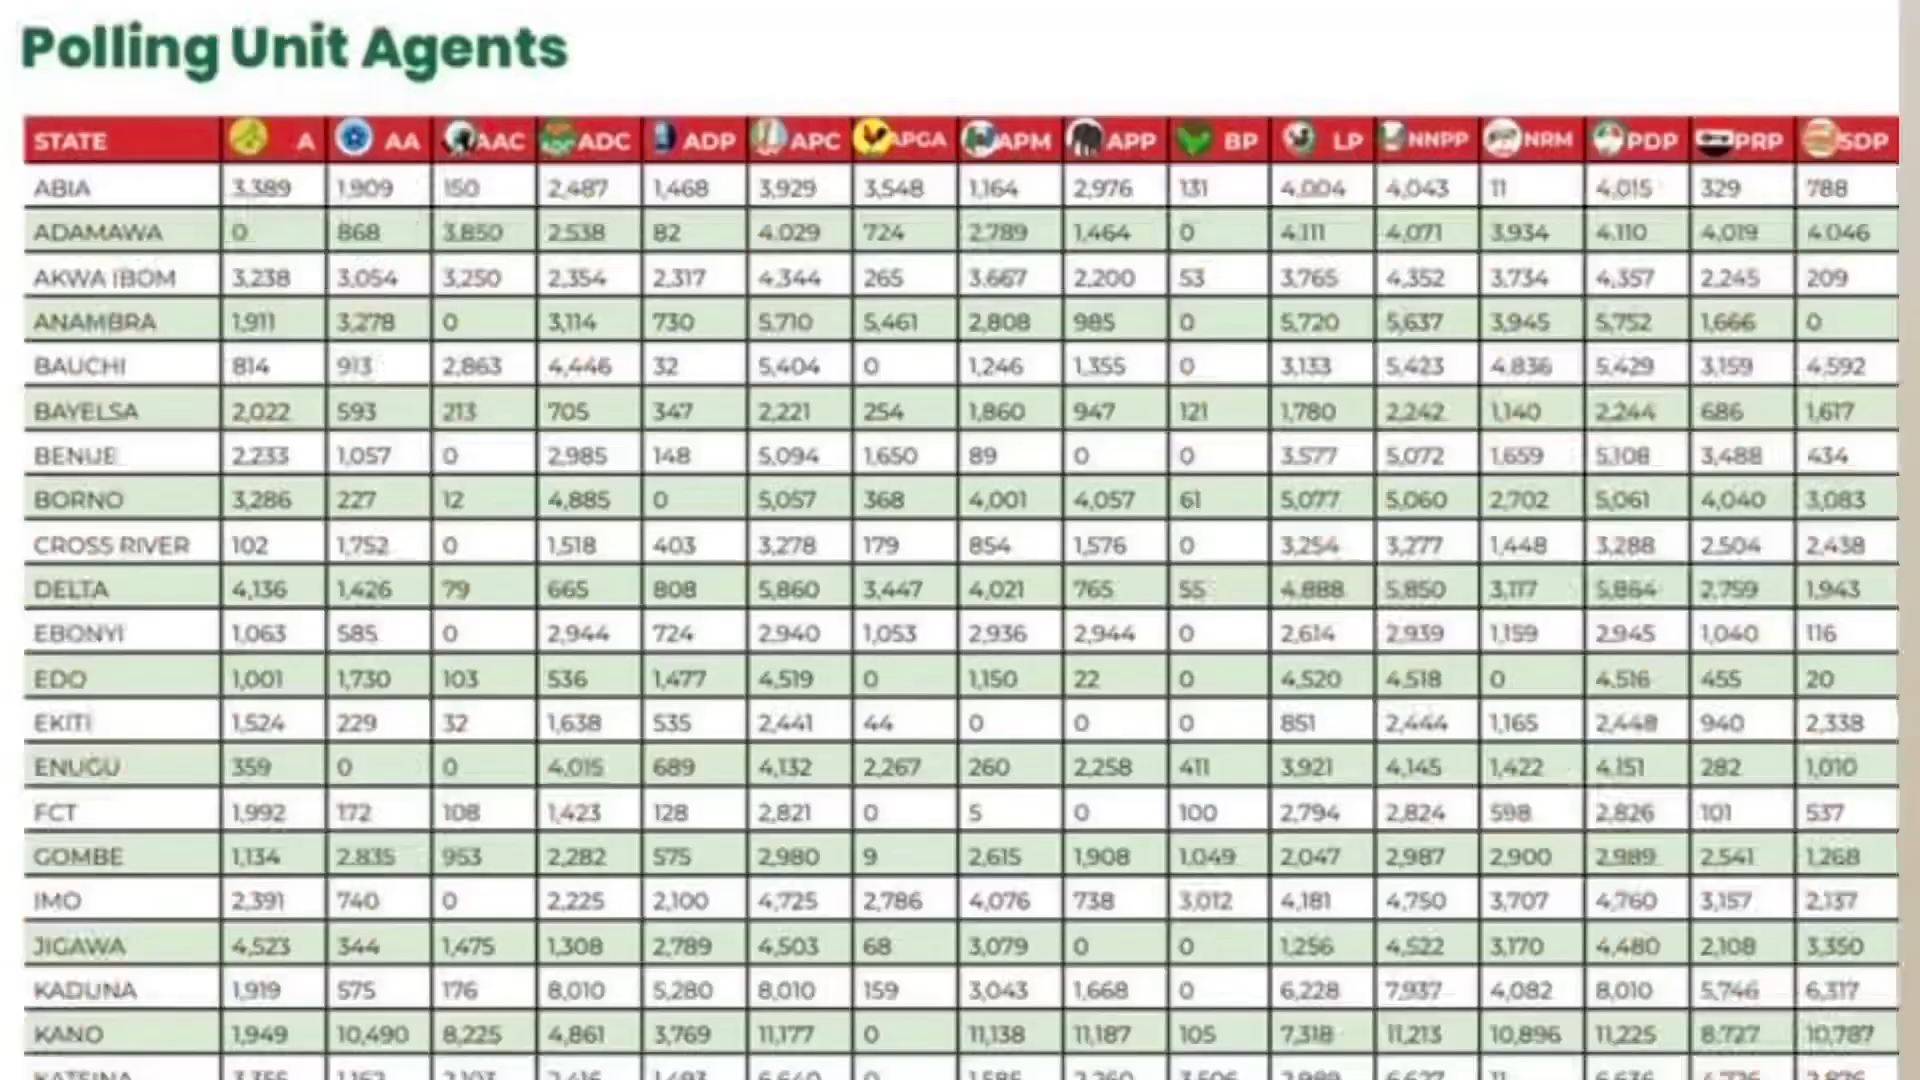 Polling Unit Agents
STATE A AA AAC ADC ADP APC APGA APM APP BP LP NNPP NRM PDP PRP SDP
ABIA 3,389 1,909 150 2,487 1,468 3,929 3,548 1,164 2,976 131 4,004 4,043 11 4,015 329 788
ADAMAWA 0 868 3,850 2,538 82 4,029 724 2,789 1,464 0 4,111 4,071 3,934 4,110 4,019 4,046
AKWA IBOM 3,238 3,054 3,250 2,354 2,317 4,344 265 3,667 2,200 53 3,765 4,352 3,734 4,357 2,245 209
ANAMBRA 1,911 3,278 0 3,114 730 5,710 5,461 2,808 985 0 5,720 5,637 3,945 5,752 1,666 0
BAUCHI 814 913 2,863 4,446 32 5,404 0 1,246 1,355 0 3,133 5,423 4,836 5,429 3,159 4,592
BAYELSA 2,022 593 213 705 347 2,221 254 1,860 947 121 1,780 2,242 1,140 2,244 686 1,617
BENUE 2,233 1,057 0 2,985 148 5,094 1,650 89 0 0 3,577 5,072 1,659 5,108 3,488 434
BORNO 3,286 227 12 4,885 0 5,057 368 4,001 4,057 61 5,077 5,060 2,702 5,061 4,040 3,083
CROSS RIVER 102 1,752 0 1,518 403 3,278 179 854 1,576 0 3,254 3,277 1,448 3,288 2,504 2,438
DELTA 4,136 1,426 79 665 808 5,860 3,447 4,021 765 55 4,888 5,850 3,117 5,864 2,759 1,943
EBONYI 1,063 585 0 2,944 724 2,940 1,053 2,936 2,944 0 2,614 2,939 1,159 2,945 1,040 116
EDO 1,001 1,730 103 536 1,477 4,519 0 1,150 22 0 4,520 4,518 0 4,516 455 20
EKITI 1,524 229 32 1,638 535 2,441 44 0 0 0 851 2,444 1,165 2,448 940 2,338
ENUGU 359 0 0 4,015 689 4,132 2,267 260 2,258 411 3,921 4,145 1,422 4,151 282 1,010
FCT 1,992 172 108 1,423 128 2,821 0 5 0 100 2,794 2,824 598 2,826 101 537
GOMBE 1,134 2,835 953 2,282 575 2,980 9 2,615 1,908 1,049 2,047 2,987 2,900 2,989 2,541 1,268
IMO 2,391 740 0 2,225 2,100 4,725 2,786 4,076 738 3,012 4,181 4,750 3,707 4,760 3,157 2,137
JIGAWA 4,523 344 1,475 1,308 2,789 4,503 68 3,079 0 0 1,256 4,522 3,170 4,480 2,108 3,350
KADUNA 1,919 575 176 8,010 5,280 8,010 159 3,043 1,668 0 6,228 7,937 4,082 8,010 5,746 6,317
KANO 1,949 10,490 8,225 4,861 3,769 11,177 0 11,138 11,187 105 7,318 11,213 10,896 11,225 8,727 10,787
KATSINA